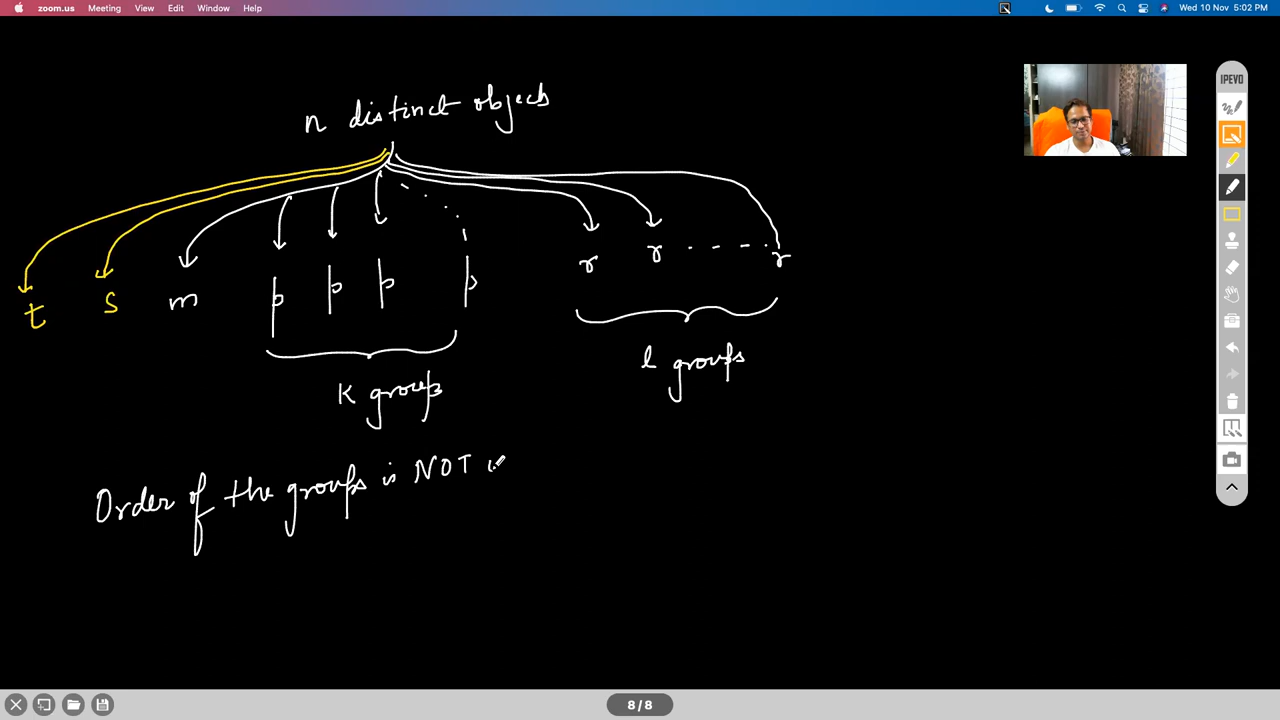 zoom.us Meeting View Edit Window Help Wed 10 Nov 5:02 PM
IPEVO
n distinct objects
t s m p p p p r r - - - - r
K groups
l groups
Order of the groups is NOT
8/8